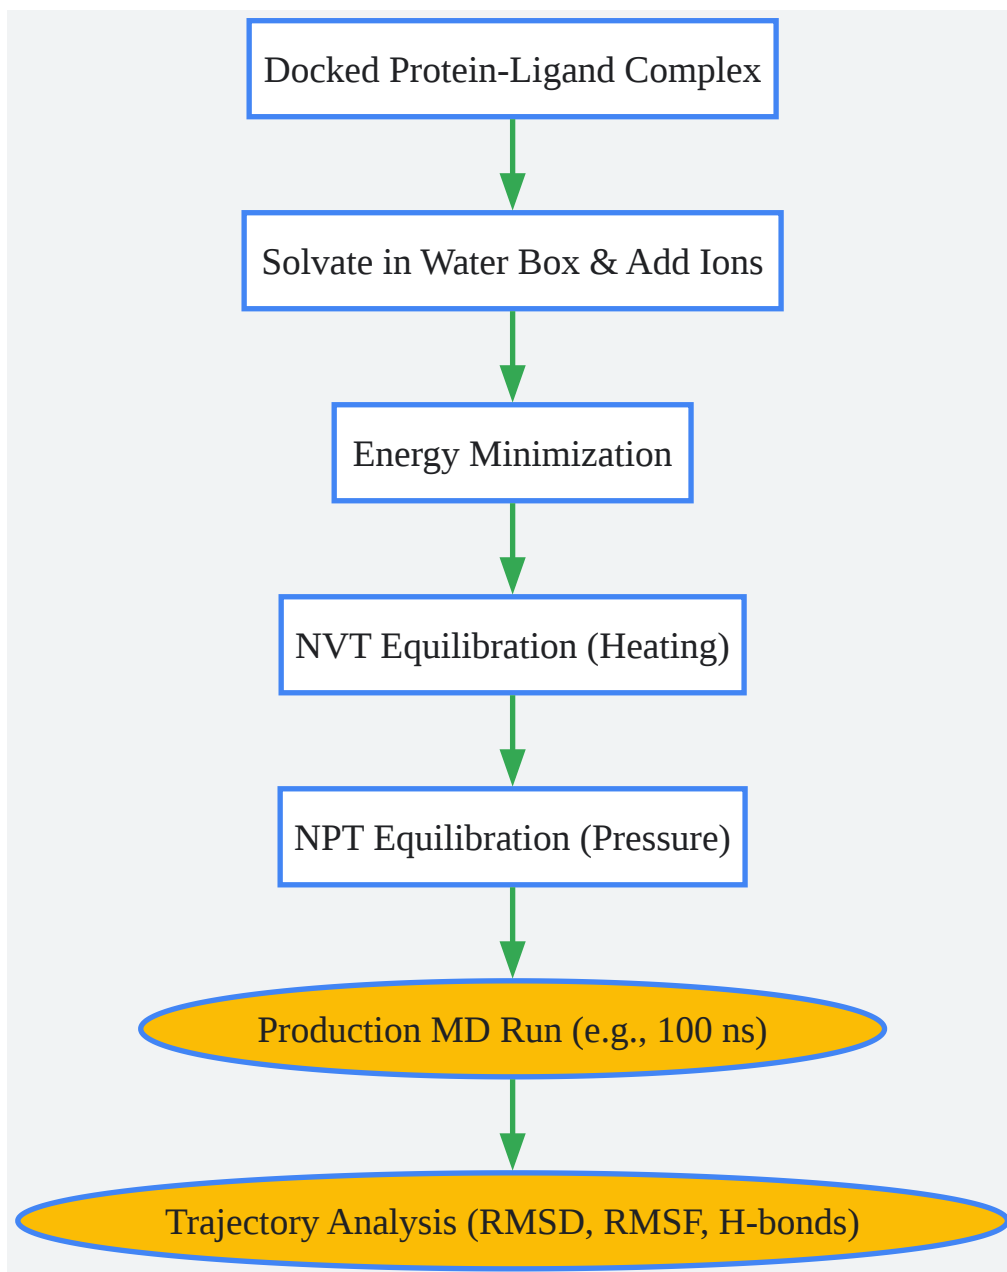 Docked Protein-Ligand Complex
Solvate in Water Box & Add Ions
Energy Minimization
NVT Equilibration (Heating)
NPT Equilibration (Pressure)
Production MD Run (e.g., 100 ns)
Trajectory Analysis (RMSD, RMSF, H-bonds)